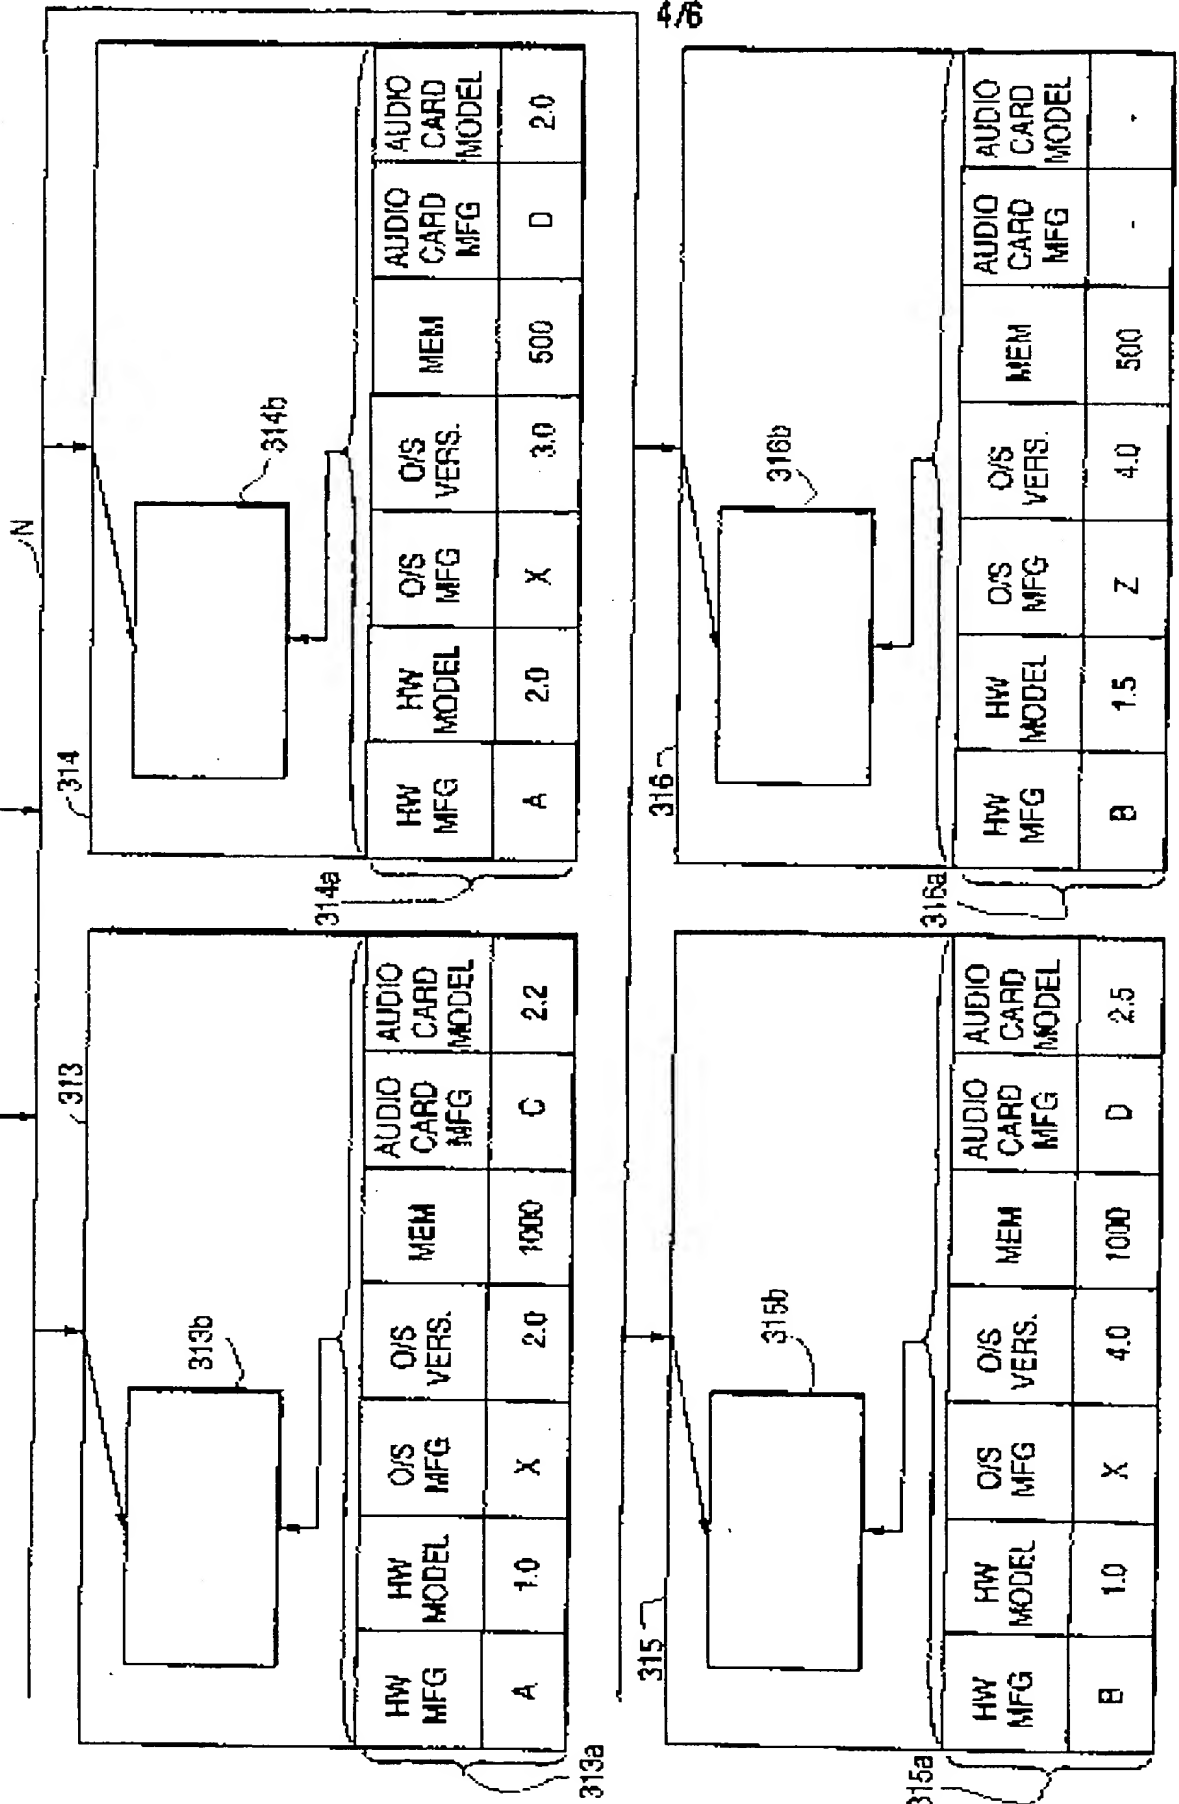 4/6
N
313
313b
HW MFG
HW MODEL
O/S MFG
O/S VERS.
MEM
AUDIO CARD MFG
AUDIO CARD MODEL
A
1.0
X
2.0
1000
C
2.2
313a
314
314b
HW MFG
HW MODEL
O/S MFG
O/S VERS.
MEM
AUDIO CARD MFG
AUDIO CARD MODEL
A
2.0
X
3.0
500
D
2.0
314a
315
315b
HW MFG
HW MODEL
O/S MFG
O/S VERS.
MEM
AUDIO CARD MFG
AUDIO CARD MODEL
B
1.0
X
4.0
1000
D
2.5
315a
316
316b
HW MFG
HW MODEL
O/S MFG
O/S VERS.
MEM
AUDIO CARD MFG
AUDIO CARD MODEL
B
1.5
Z
4.0
500
-
-
316a